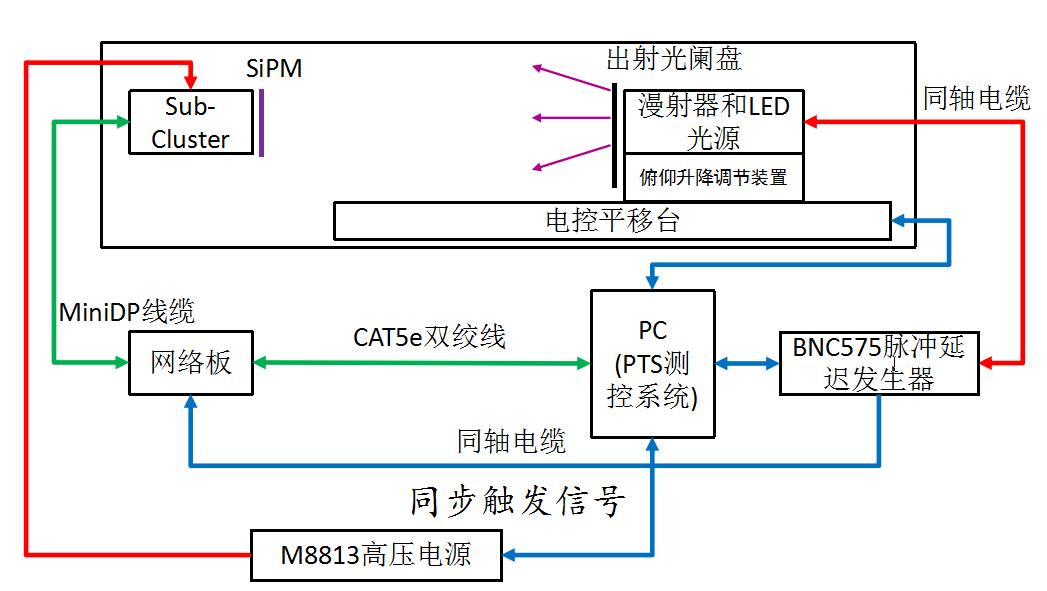 SiPM
出射光阑盘
Sub-
Cluster
漫射器和LED
光源
同轴电缆
俯仰升降调节装置
电控平移台
MiniDP线缆
网络板
CAT5e双绞线
PC
(PTS测
控系统)
BNC575脉冲延
迟发生器
同轴电缆
同步触发信号
M8813高压电源